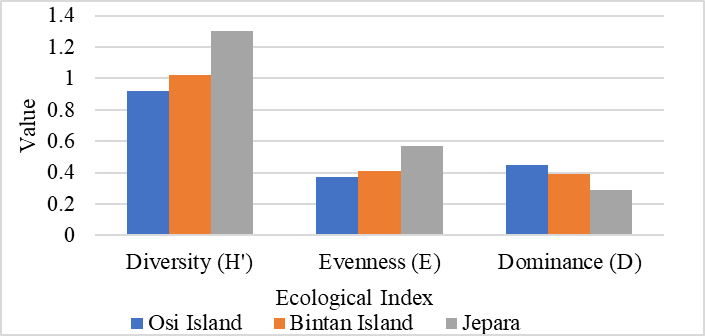 1.4
1.2
1
0.8
0.6
0.4
0.2
0
Value
Diversity (H') Evenness (E) Dominance (D)
Ecological Index
Osi Island Bintan Island Jepara